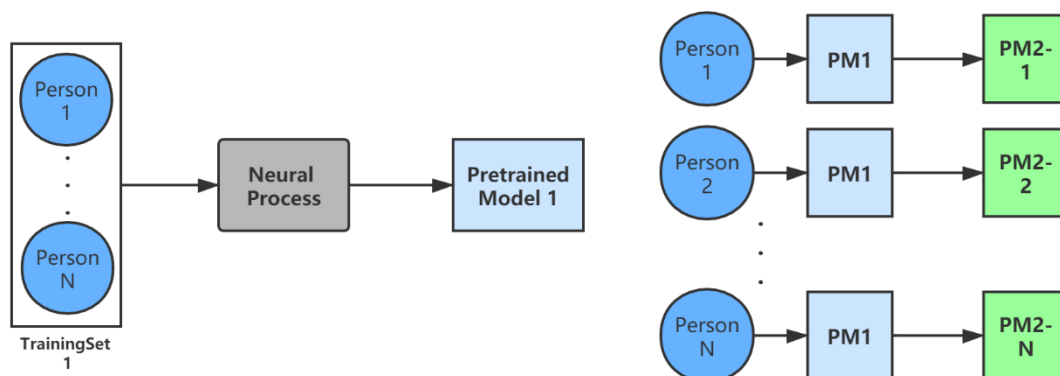 Person
1
Person
N
TrainingSet
1
Neural
Process
Pretrained
Model 1
Person
1
PM1
PM2-
1
Person
2
PM1
PM2-
2
Person
N
PM1
PM2-
N